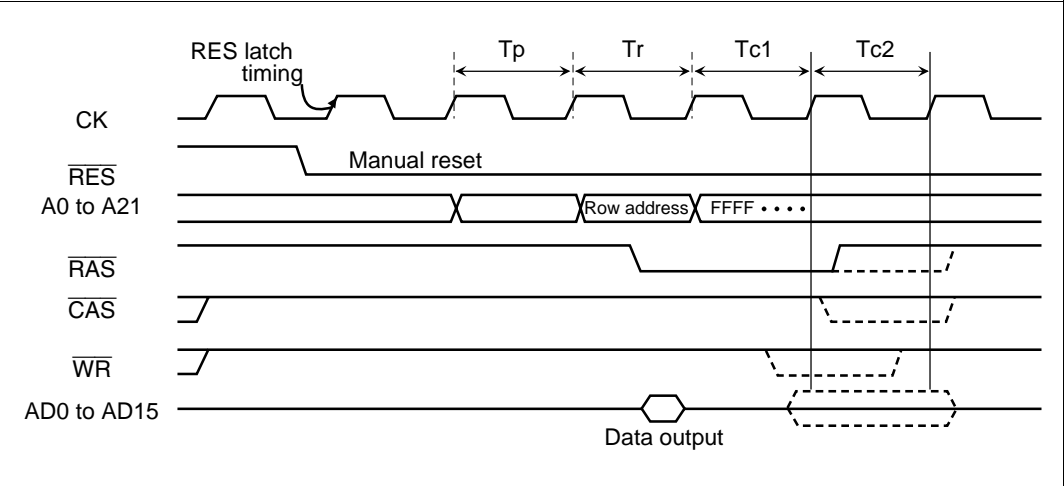 RES latch
timing
Tp
Tr
Tc1
Tc2
CK
RES
Manual reset
A0 to A21
Row address
FFFF ••••
RAS
CAS
WR
AD0 to AD15
Data output